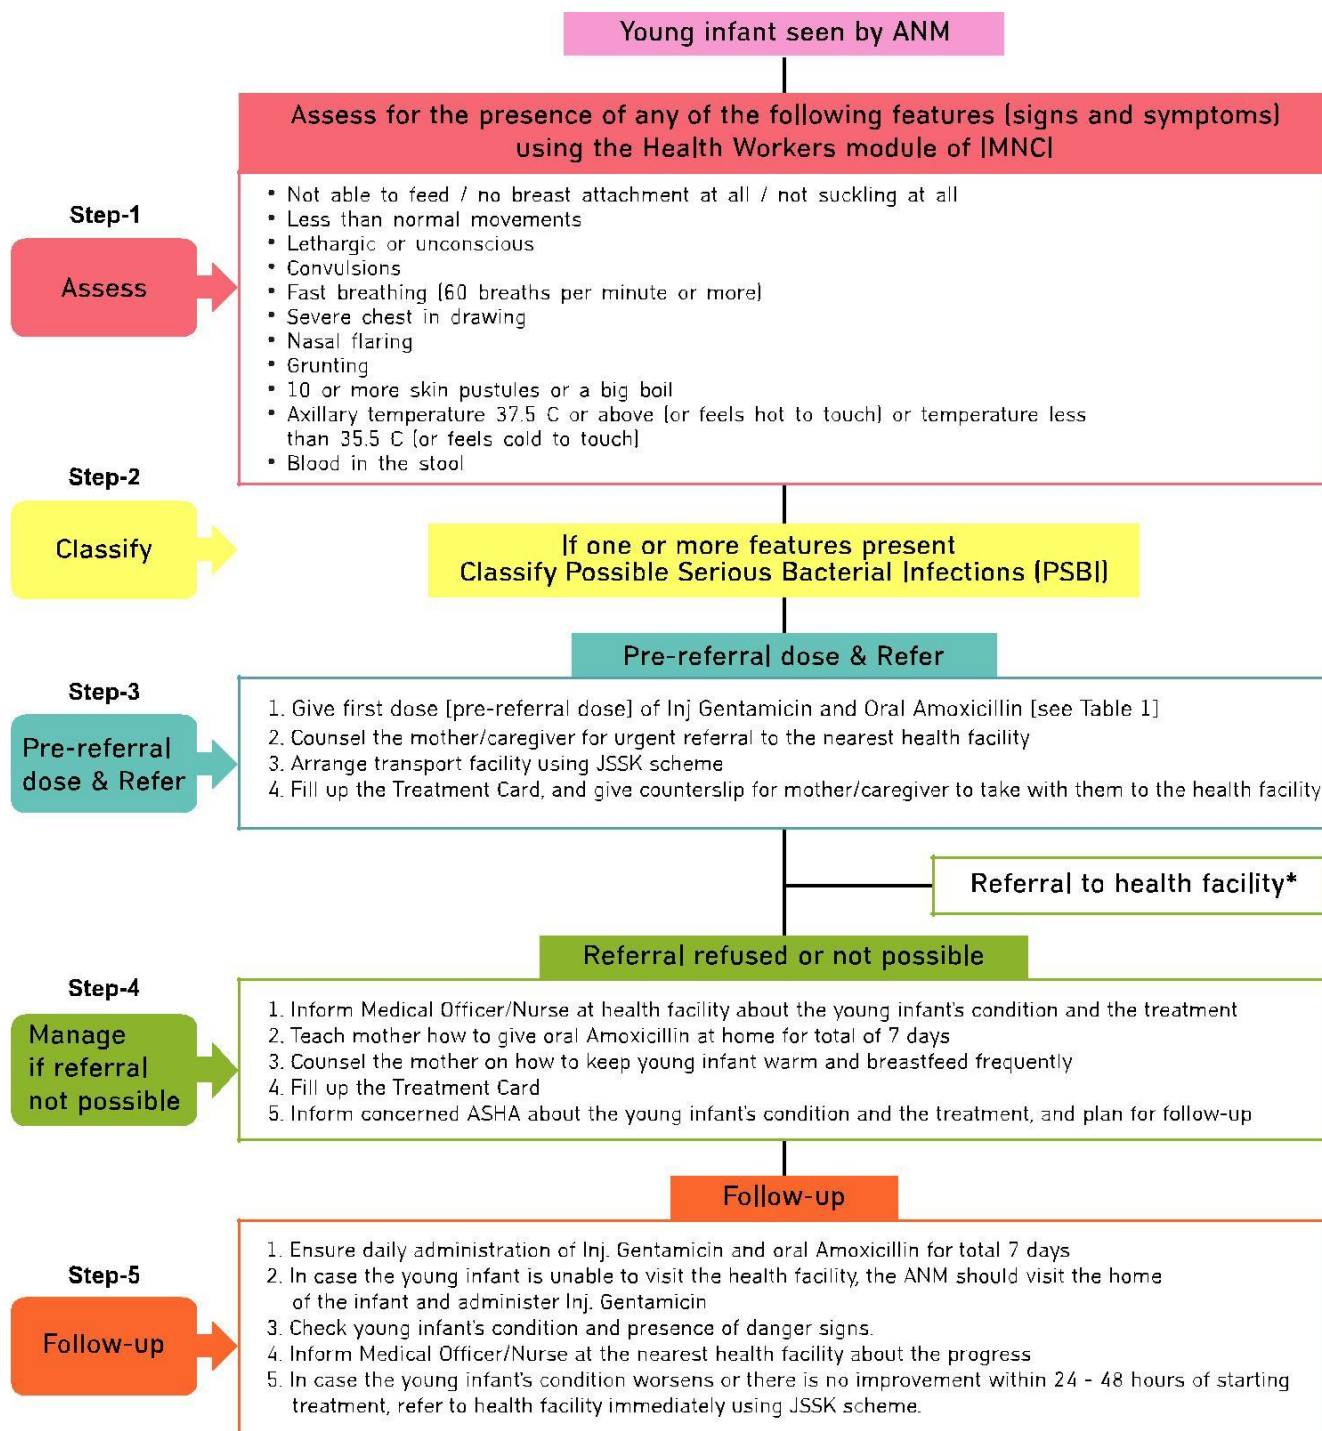 Young infant seen by ANM
Assess for the presence of any of the following features (signs and symptoms)
using the Health Workers module of IMNCI
Step-1
Assess
• Not able to feed / no breast attachment at all / not suckling at all
• Less than normal movements
• Lethargic or unconscious
• Convulsions
• Fast breathing (60 breaths per minute or more)
• Severe chest in drawing
• Nasal flaring
• Grunting
• 10 or more skin pustules or a big boil
• Axillary temperature 37.5 C or above (or feels hot to touch) or temperature less
than 35.5 C (or feels cold to touch)
• Blood in the stool
Step-2
Classify
If one or more features present
Classify Possible Serious Bacterial Infections (PSBI)
Pre-referral dose & Refer
Step-3
Pre-referral
dose & Refer
1. Give first dose [pre-referral dose] of Inj Gentamicin and Oral Amoxicillin [see Table 1]
2. Counsel the mother/caregiver for urgent referral to the nearest health facility
3. Arrange transport facility using JSSK scheme
4. Fill up the Treatment Card, and give counterslip for mother/caregiver to take with them to the health facility
Referral to health facility*
Referral refused or not possible
Step-4
Manage
if referral
not possible
1. Inform Medical Officer/Nurse at health facility about the young infant's condition and the treatment
2. Teach mother how to give oral Amoxicillin at home for total of 7 days
3. Counsel the mother on how to keep young infant warm and breastfeed frequently
4. Fill up the Treatment Card
5. Inform concerned ASHA about the young infant's condition and the treatment, and plan for follow-up
Follow-up
Step-5
Follow-up
1. Ensure daily administration of Inj. Gentamicin and oral Amoxicillin for total 7 days
2. In case the young infant is unable to visit the health facility, the ANM should visit the home
of the infant and administer Inj. Gentamicin
3. Check young infant's condition and presence of danger signs.
4. Inform Medical Officer/Nurse at the nearest health facility about the progress
5. In case the young infant's condition worsens or there is no improvement within 24 - 48 hours of starting
treatment, refer to health facility immediately using JSSK scheme.